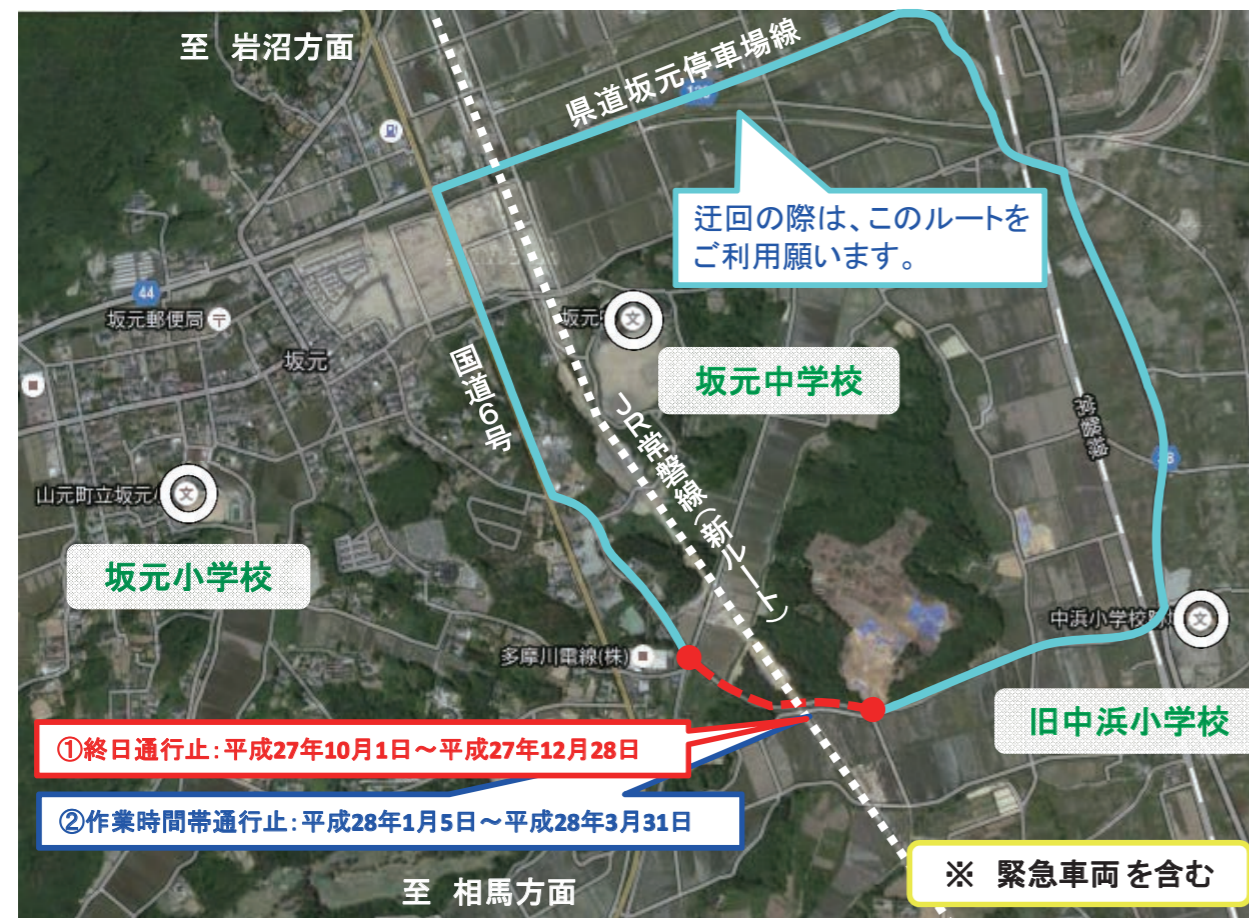 至 岩沼方面
県道坂元停車場線
迂回の際は、このルートを
ご利用願います。
44
坂元郵便局
坂元
坂元中学校
国道6号
JR常磐線(新ルート)
常磐線
山元町立坂元小
坂元小学校
中浜小学校
多摩川電線(株)
旧中浜小学校
①終日通行止:平成27年10月1日~平成27年12月28日
②作業時間帯通行止:平成28年1月5日~平成28年3月31日
※ 緊急車両を含む
至 相馬方面